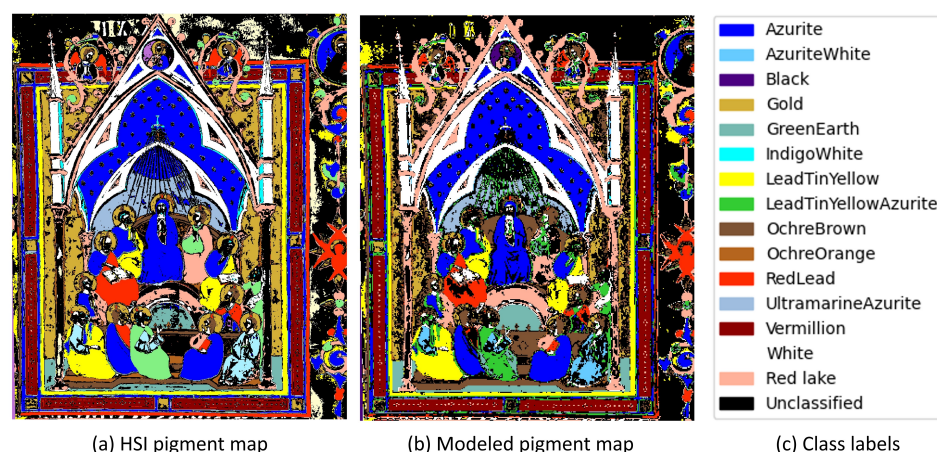 Azurite
AzuriteWhite
Black
Gold
GreenEarth
IndigoWhite
LeadTinYellow
LeadTinYellowAzurite
OchreBrown
OchreOrange
RedLead
UltramarineAzurite
Vermillion
White
Red lake
Unclassified
(a) HSI pigment map
(b) Modeled pigment map
(c) Class labels